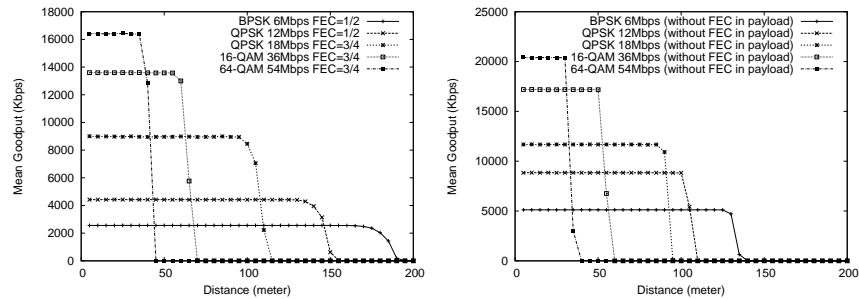 18000
16000
14000
12000
10000
8000
6000
4000
2000
0
Mean Goodput (Kbps)
BPSK 6Mbps FEC=1/2
QPSK 12Mbps FEC=1/2
QPSK 18Mbps FEC=3/4
16-QAM 36Mbps FEC=3/4
64-QAM 54Mbps FEC=3/4
0 50 100 150 200
Distance (meter)
25000
20000
15000
10000
5000
0
Mean Goodput (Kbps)
BPSK 6Mbps (without FEC in payload)
QPSK 12Mbps (without FEC in payload)
QPSK 18Mbps (without FEC in payload)
16-QAM 36Mbps (without FEC in payload)
64-QAM 54Mbps (without FEC in payload)
0 50 100 150 200
Distance (meter)